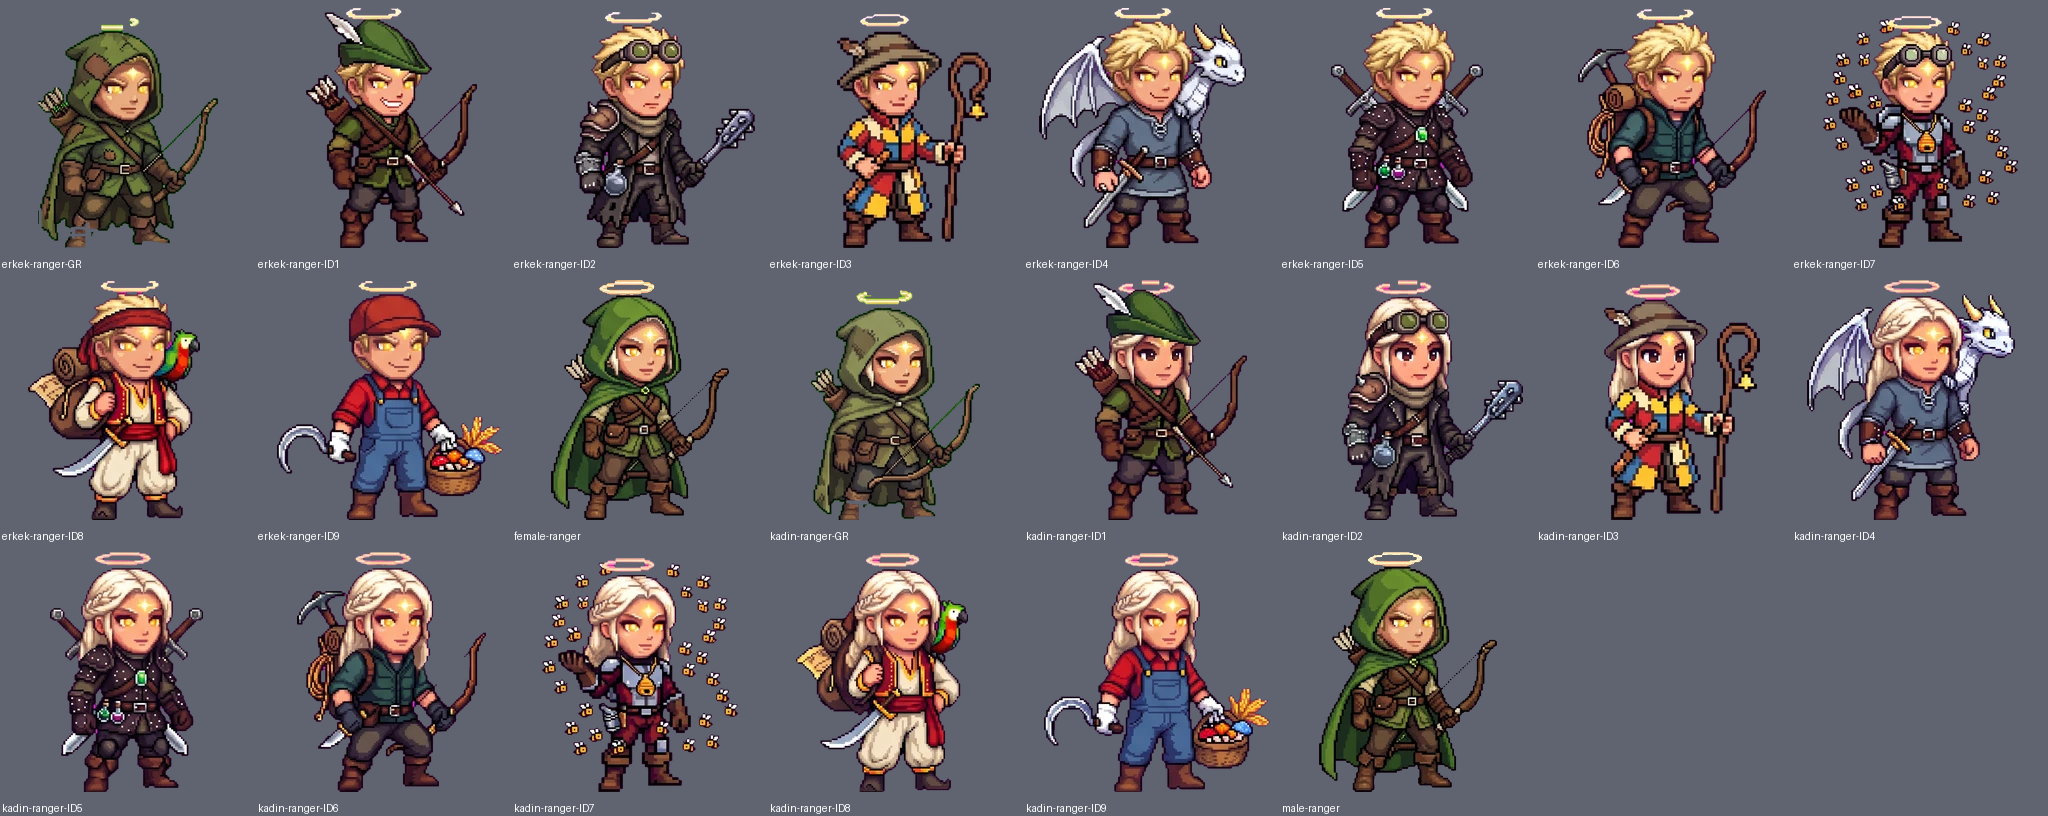 erkek-ranger-GR
erkek-ranger-ID1
erkek-ranger-ID2
erkek-ranger-ID3
erkek-ranger-ID4
erkek-ranger-ID5
erkek-ranger-ID6
erkek-ranger-ID7
erkek-ranger-ID8
erkek-ranger-ID9
female-ranger
kadin-ranger-GR
kadin-ranger-ID1
kadin-ranger-ID2
kadin-ranger-ID3
kadin-ranger-ID4
kadin-ranger-ID5
kadin-ranger-ID6
kadin-ranger-ID7
kadin-ranger-ID8
kadin-ranger-ID9
male-ranger